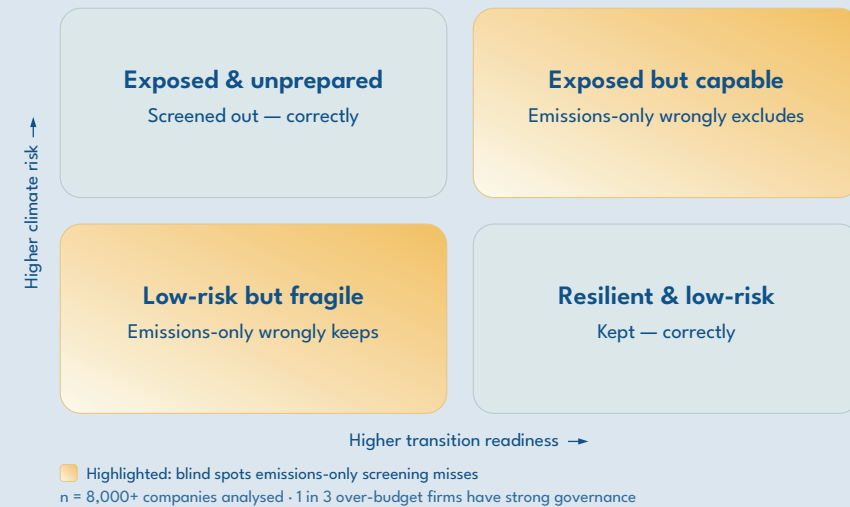 Exposed & unprepared
Screened out — correctly
Exposed but capable
Emissions-only wrongly excludes
Higher climate risk →
Low-risk but fragile
Emissions-only wrongly keeps
Resilient & low-risk
Kept — correctly
Higher transition readiness →
Highlighted: blind spots emissions-only screening misses
n = 8,000+ companies analysed · 1 in 3 over-budget firms have strong governance